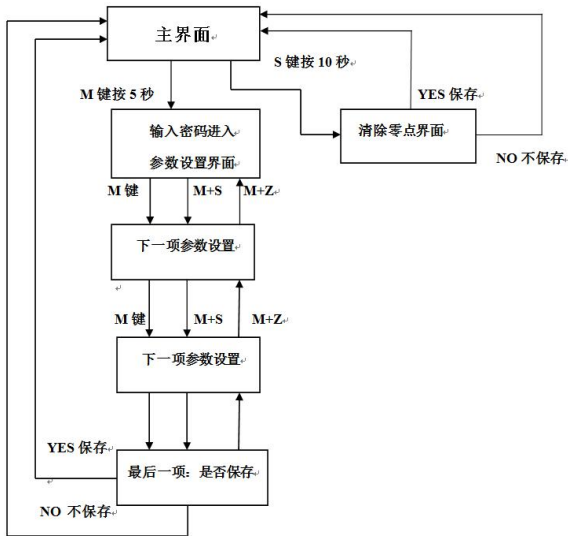 主界面
S 键按 10 秒
M 键按 5 秒
YES 保存
输入密码进入
参数设置界面
清除零点界面
NO 不保存
M 键
M+S
M+Z
下一项参数设置
M 键
M+S
M+Z
下一项参数设置
YES 保存
最后一项：是否保存
NO 不保存